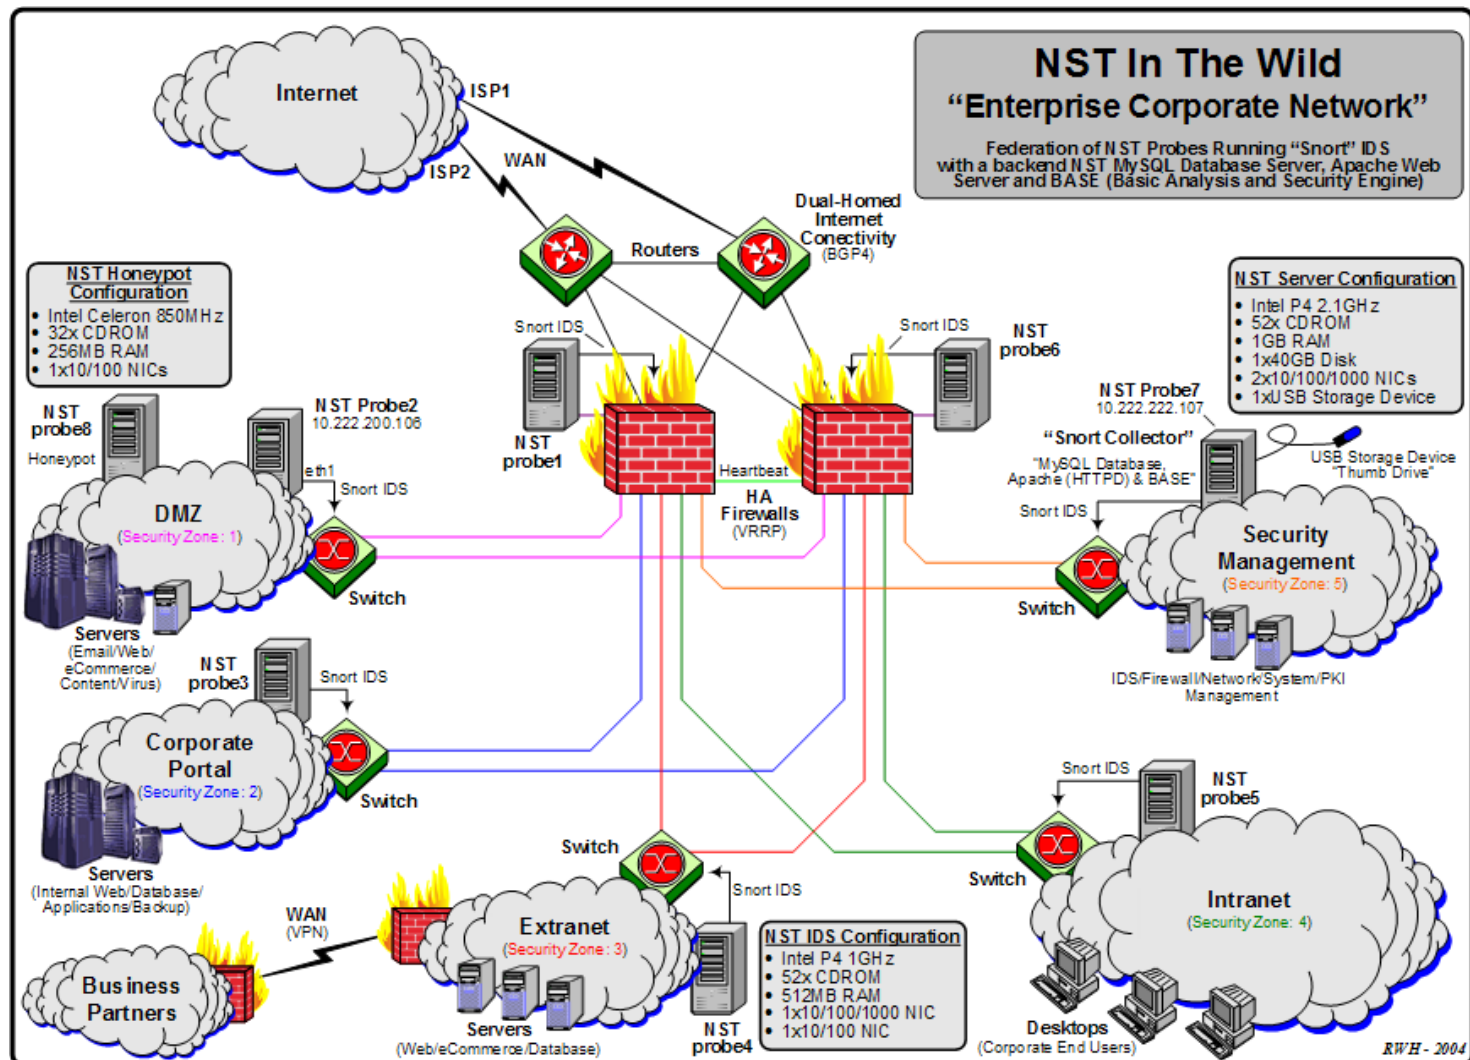 NST In The Wild
“Enterprise Corporate Network”
Federation of NST Probes Running “Snort” IDS
with a backend NST MySQL Database Server, Apache Web
Server and BASE (Basic Analysis and Security Engine)
Internet
ISP1
ISP2
WAN
Dual-Homed
Internet
Conectivity
(BGP4)
Routers
NST Honeypot
Configuration
• Intel Celeron 850MHz
• 32x CDROM
• 256MB RAM
• 1x10/100 NICs
NST Server Configuration
• Intel P4 2.1GHz
• 52x CDROM
• 1GB RAM
• 1x40GB Disk
• 2x10/100/1000 NICs
• 1xUSB Storage Device
Snort IDS
NST
probe1
Snort IDS
NST
probe6
NST
probe8
Honeypot
NST Probe2
10.222.200.106
eth1
Snort IDS
DMZ
(Security Zone: 1)
Switch
Servers
(Email/Web/
eCommerce/
Content/Virus)
Heartbeat
HA
Firewalls
(VRRP)
NST Probe7
10.222.222.107
“Snort Collector”
"MySQL Database,
Apache (HTTPD) & BASE"
USB Storage Device
"Thumb Drive"
Snort IDS
Security
Management
(Security Zone: 5)
Switch
IDS/Firewall/Network/System/PKI
Management
NST
probe3
Snort IDS
Corporate
Portal
(Security Zone: 2)
Switch
Servers
(Internal Web/Database/
Applications/Backup)
Snort IDS
NST
probe5
Switch
Intranet
(Security Zone: 4)
Desktops
(Corporate End Users)
Switch
Snort IDS
Extranet
(Security Zone: 3)
Servers
(Web/eCommerce/Database)
NST
probe4
WAN
(VPN)
Business
Partners
NST IDS Configuration
• Intel P4 1GHz
• 52x CDROM
• 512MB RAM
• 1x10/100/1000 NIC
• 1x10/100 NIC
RWH - 2004